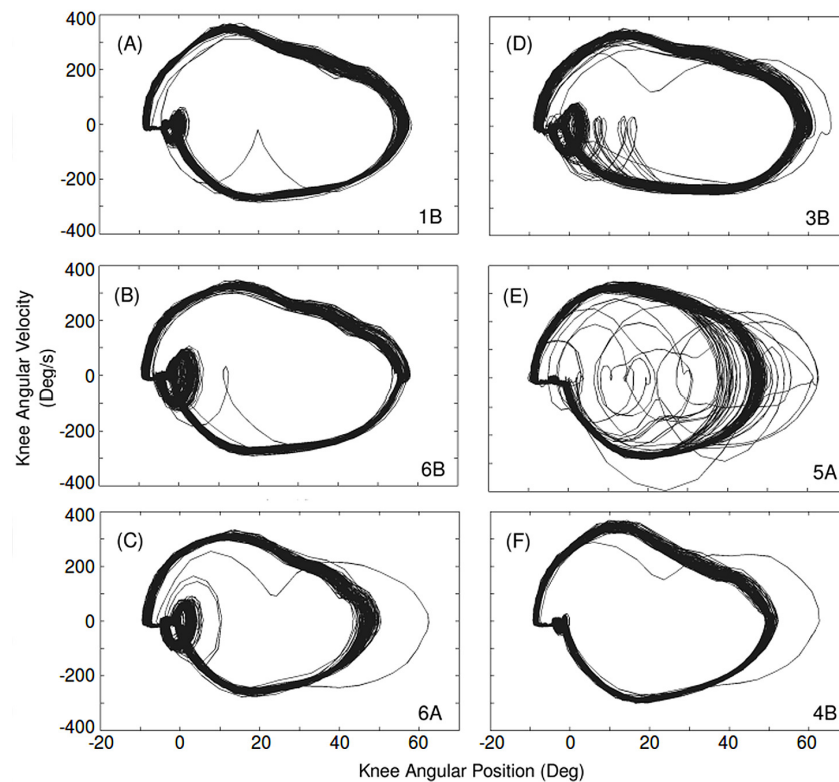 400
200
0
-200
-400
(A)
1B
(D)
3B
400
200
0
-200
-400
(B)
6B
(E)
5A
400
200
0
-200
-400
(C)
6A
(F)
4B
-20 0 20 40 60
-20 0 20 40 60
Knee Angular Velocity
(Deg/s)
Knee Angular Position (Deg)